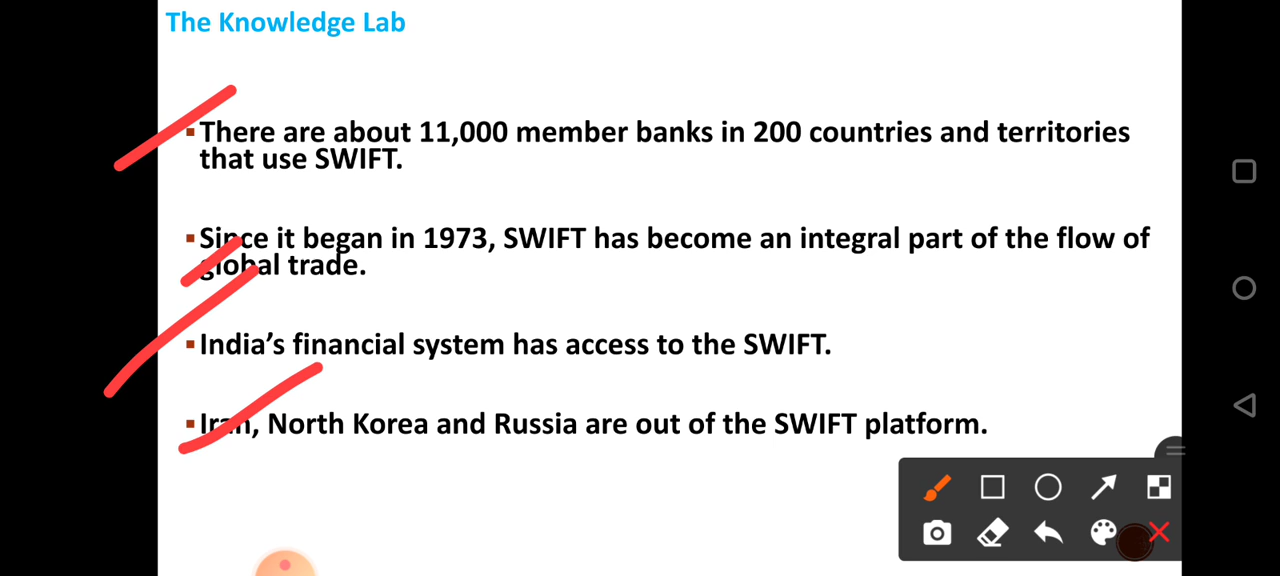 The Knowledge Lab
▪There are about 11,000 member banks in 200 countries and territories
that use SWIFT.
▪Since it began in 1973, SWIFT has become an integral part of the flow of
global trade.
▪India’s financial system has access to the SWIFT.
▪Iran, North Korea and Russia are out of the SWIFT platform.